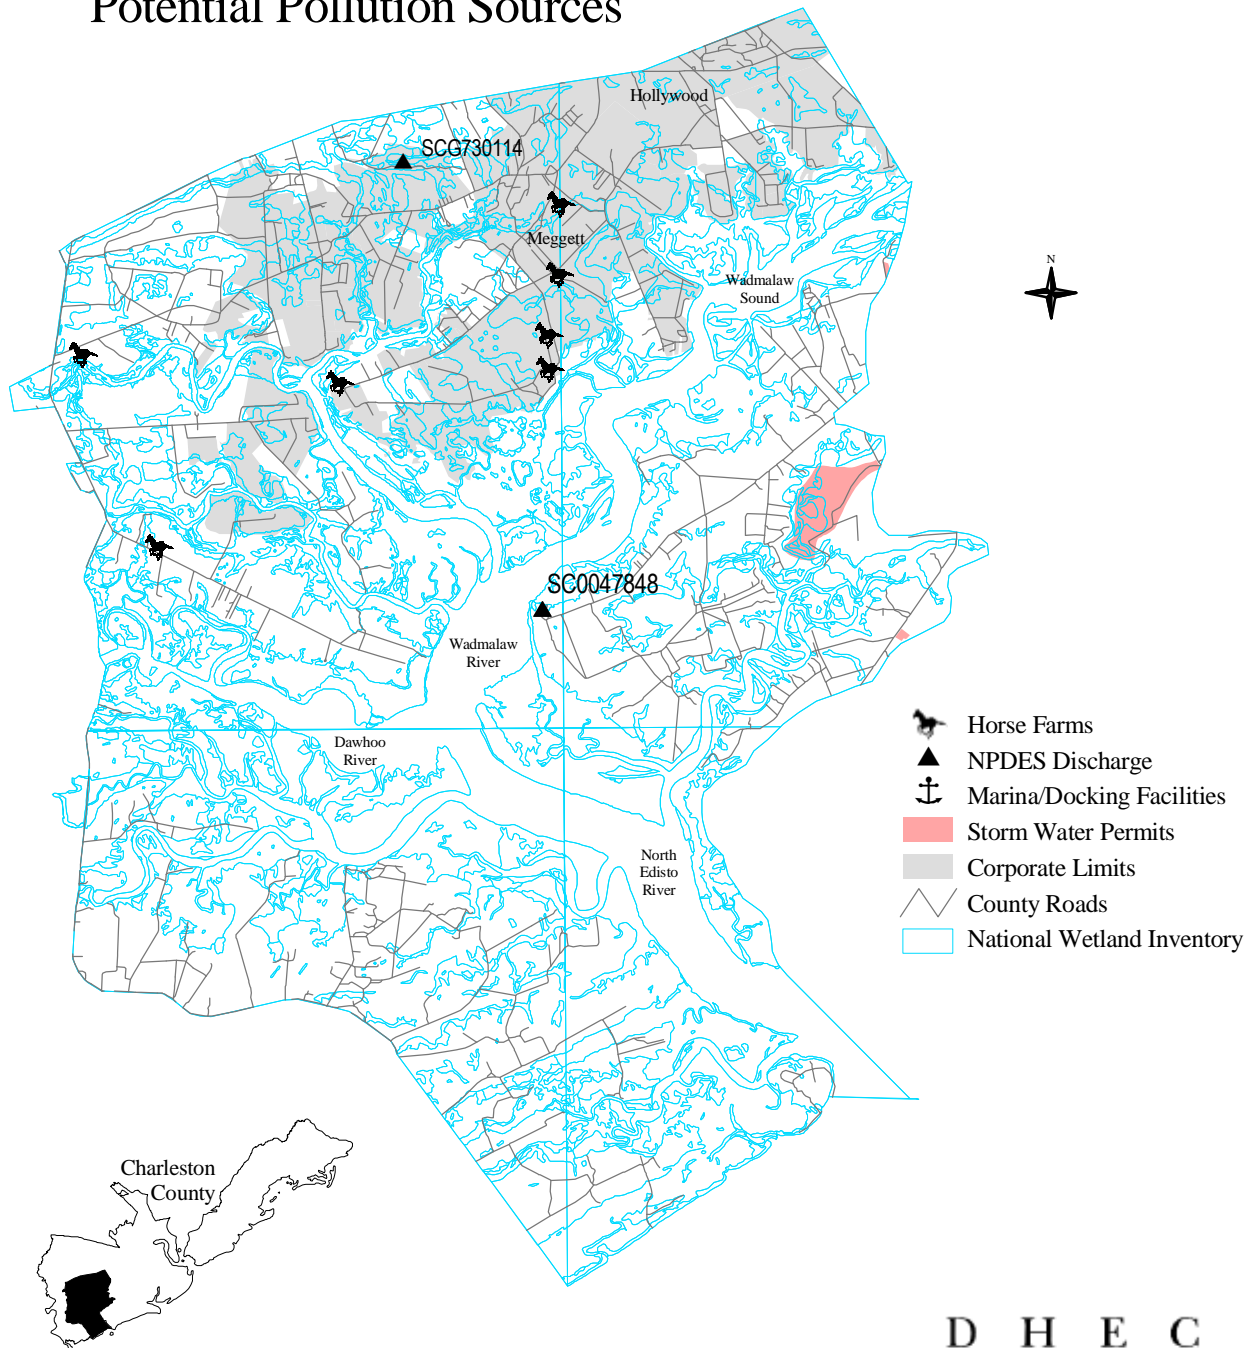 Potential Pollution Sources
Hollywood
SCG730114
Meggett
Wadmalaw
Sound
N
SC0047848
Wadmalaw
River
Dawhoo
River
North
Edisto
River
Horse Farms
NPDES Discharge
Marina/Docking Facilities
Storm Water Permits
Corporate Limits
County Roads
National Wetland Inventory
Charleston
County
D H E C